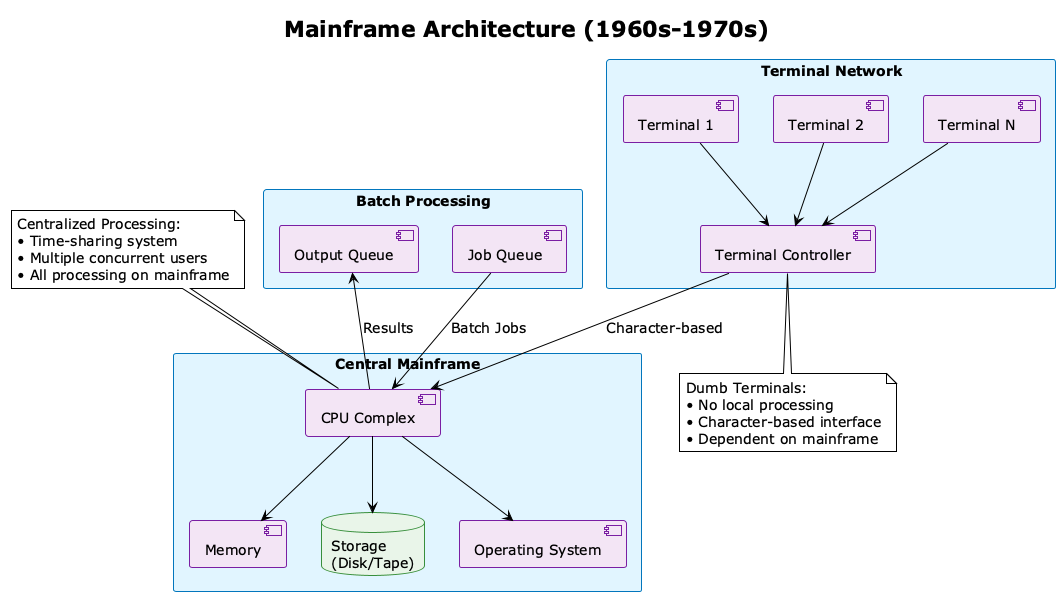 Mainframe Architecture (1960s-1970s)
Terminal Network
Terminal 1
Terminal 2
Terminal N
Terminal Controller
Batch Processing
Output Queue
Job Queue
Centralized Processing:
• Time-sharing system
• Multiple concurrent users
• All processing on mainframe
Results
Batch Jobs
Character-based
Central Mainframe
CPU Complex
Dumb Terminals:
• No local processing
• Character-based interface
• Dependent on mainframe
Memory
Storage
(Disk/Tape)
Operating System